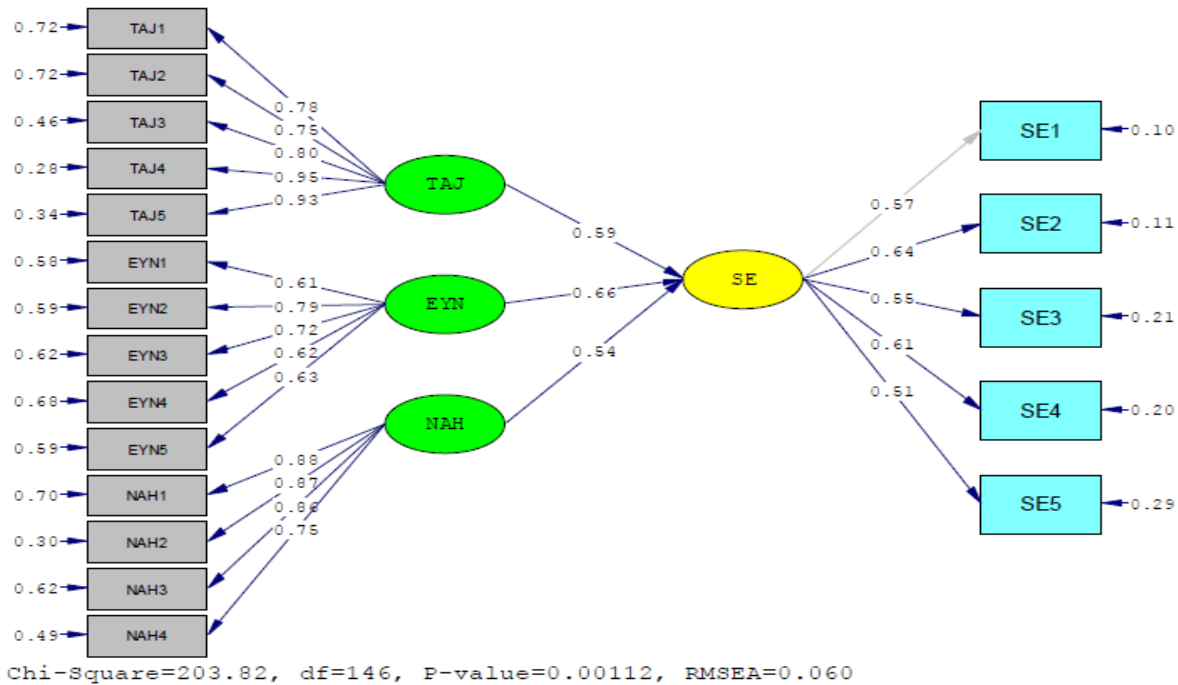 0.72 TAJ1
0.72 TAJ2
0.46 TAJ3
0.28 TAJ4
0.34 TAJ5
0.58 EYN1
0.59 EYN2
0.62 EYN3
0.68 EYN4
0.59 EYN5
0.70 NAH1
0.30 NAH2
0.62 NAH3
0.49 NAH4
0.78
0.75
0.80
0.95
0.93
0.61
0.79
0.72
0.62
0.63
0.88
0.87
0.86
0.75
TAJ
EYN
NAH
0.59
0.66
0.54
SE
0.57
0.64
0.55
0.61
0.51
SE1 0.10
SE2 0.11
SE3 0.21
SE4 0.20
SE5 0.29
Chi-Square=203.82, df=146, P-value=0.00112, RMSEA=0.060